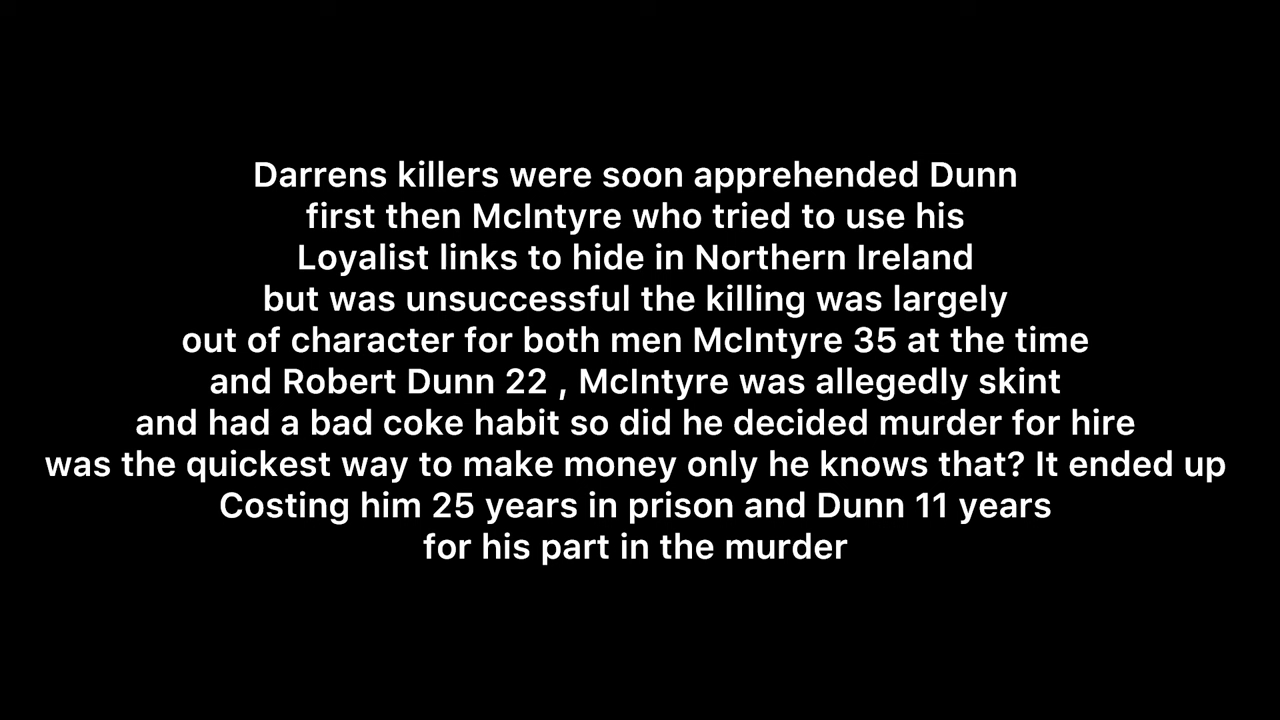 Darrens killers were soon apprehended Dunn
first then McIntyre who tried to use his
Loyalist links to hide in Northern Ireland
but was unsuccessful the killing was largely
out of character for both men McIntyre 35 at the time
and Robert Dunn 22 , McIntyre was allegedly skint
and had a bad coke habit so did he decided murder for hire
was the quickest way to make money only he knows that? It ended up
Costing him 25 years in prison and Dunn 11 years
for his part in the murder